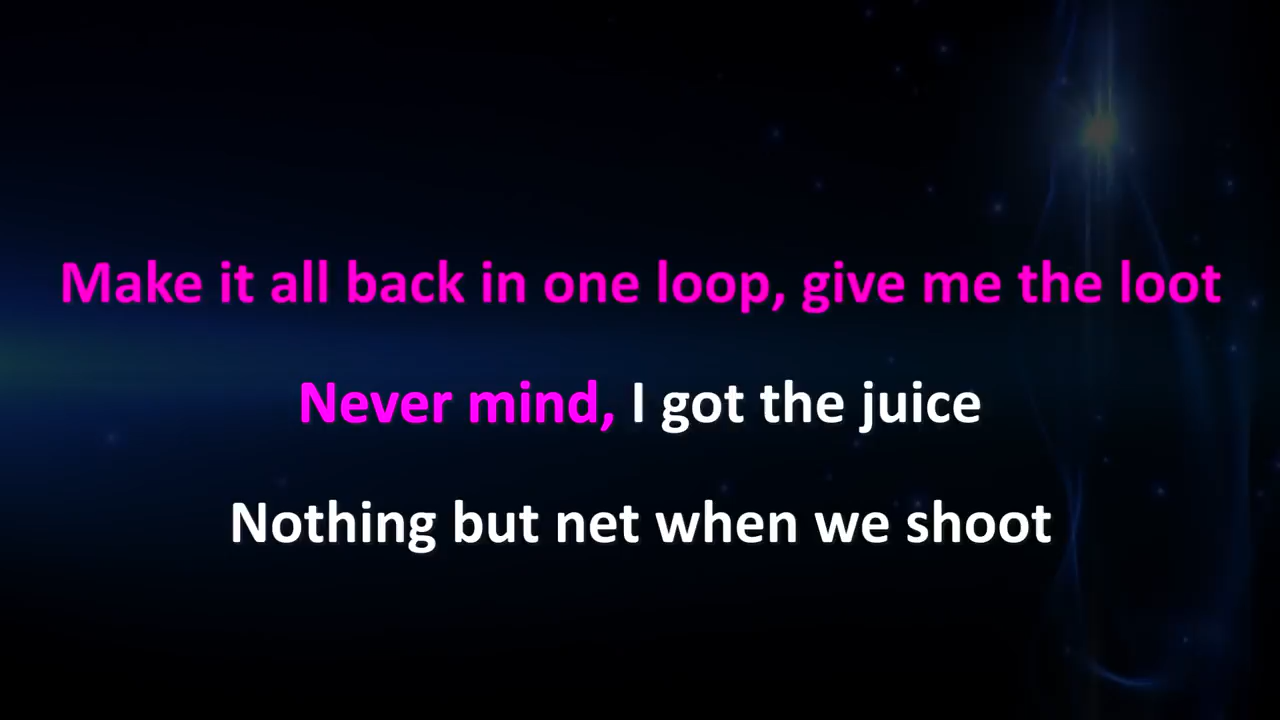 Make it all back in one loop, give me the loot
Never mind, I got the juice
Nothing but net when we shoot